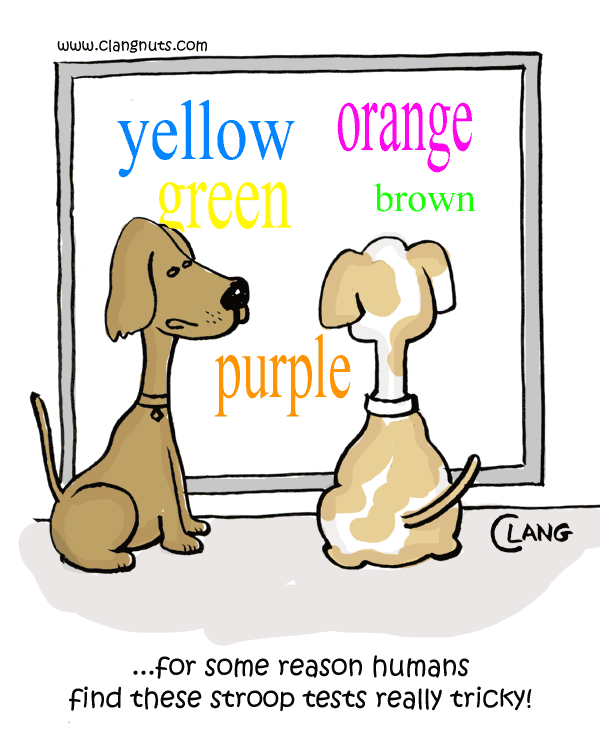 www.clangnuts.com
yellow orange
green brown
purple
CLANG
...for some reason humans
find these stroop tests really tricky!